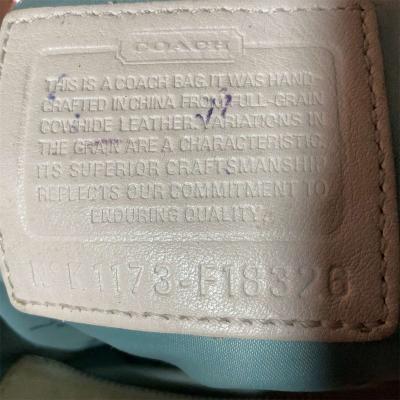 COACH
THIS IS A COACH BAG. IT WAS HAND-
CRAFTED IN CHINA FROM FULL-GRAIN
COWHIDE LEATHER. VARIATIONS IN
THE GRAIN ARE A CHARACTERISTIC.
ITS SUPERIOR CRAFTSMANSHIP
REFLECTS OUR COMMITMENT TO
ENDURING QUALITY.
1173-F18326